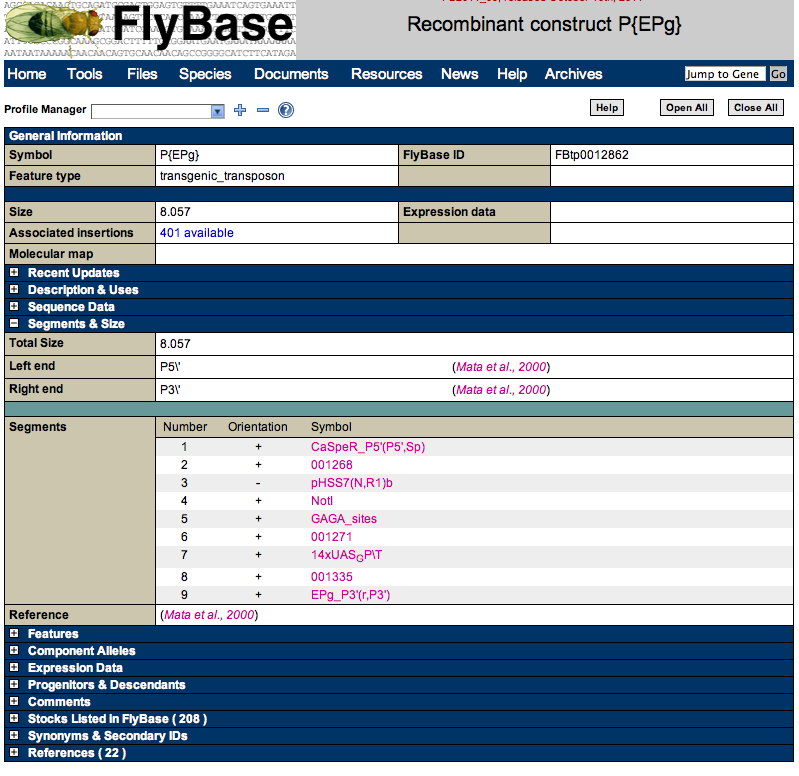 FlyBase
Recombinant construct P{EPg}
Home Tools Files Species Documents Resources News Help Archives Jump to Gene Go
Profile Manager Help Open All Close All
General Information
Symbol P{EPg} FlyBase ID FBtp0012862
Feature type transgenic_transposon
Size 8.057 Expression data
Associated insertions 401 available
Molecular map
Recent Updates
Description & Uses
Sequence Data
Segments & Size
Total Size 8.057
Left end P5\' (Mata et al., 2000)
Right end P3\' (Mata et al., 2000)
Segments Number Orientation Symbol
1 + CaSpeR_P5'(P5',Sp)
2 + 001268
3 - pHSS7(N,R1)b
4 + NotI
5 + GAGA_sites
6 + 001271
7 + 14xUASGP\T
8 + 001335
9 + EPg_P3'(r,P3')
Reference (Mata et al., 2000)
Features
Component Alleles
Expression Data
Progenitors & Descendants
Comments
Stocks Listed in FlyBase ( 208 )
Synonyms & Secondary IDs
References ( 22 )